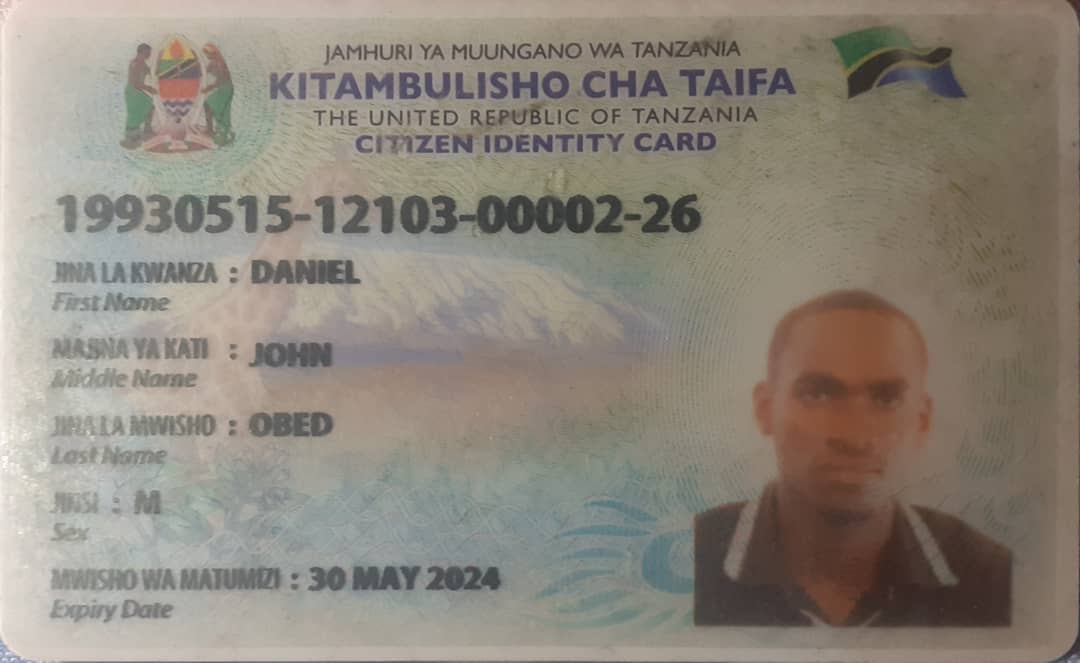 JAMHURI YA MUUNGANO WA TANZANIA
KITAMBULISHO CHA TAIFA
THE UNITED REPUBLIC OF TANZANIA
CITIZEN IDENTITY CARD
19930515-12103-00002-26
JINA LA KWANZA : DANIEL
First Name
MAJINA YA KATI : JOHN
Middle Name
JINA LA MWISHO : OBED
Last Name
JINSI : M
Sex
MWISHO WA MATUMIZI : 30 MAY 2024
Expiry Date